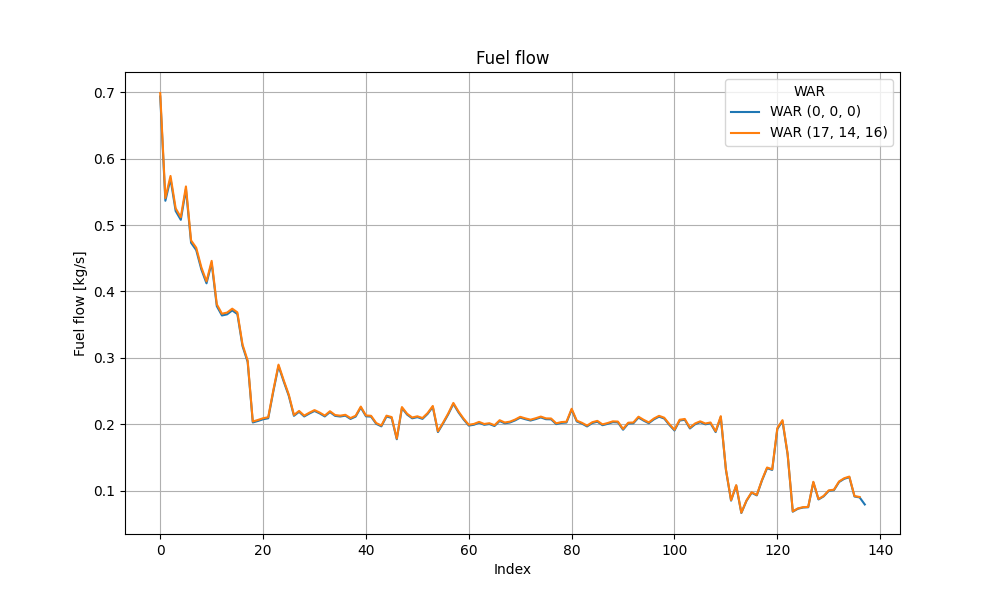 Fuel flow
WAR
WAR (0, 0, 0)
WAR (17, 14, 16)
Fuel flow [kg/s]
0.7
0.6
0.5
0.4
0.3
0.2
0.1
0 20 40 60 80 100 120 140
Index